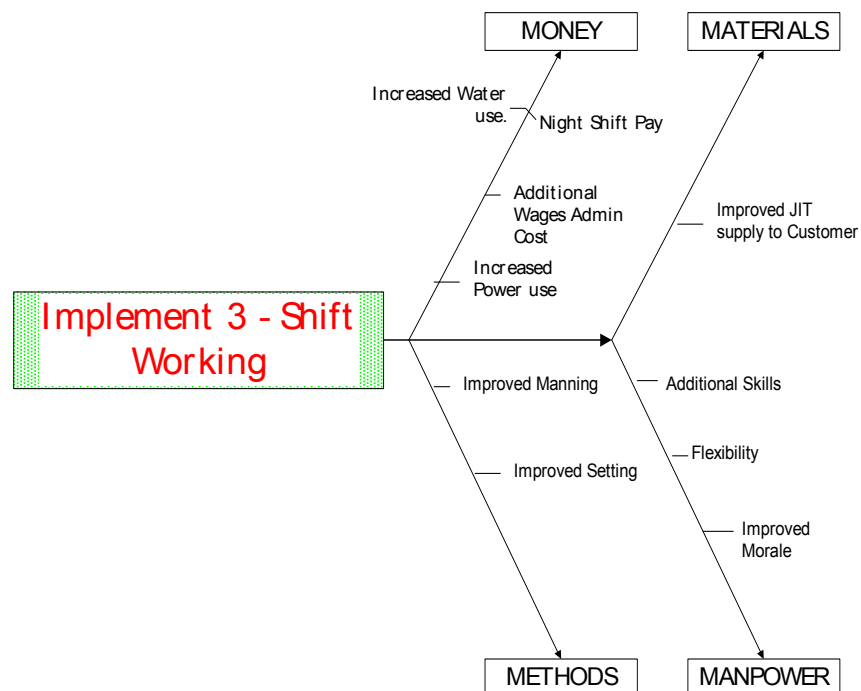 MONEY
MATERIALS
Increased Water
use.
Night Shift Pay
Additional
Wages Admin
Cost
Improved JIT
supply to Customer
Increased
Power use
Implement 3 - Shift
Working
Improved Manning
Additional Skills
Flexibility
Improved Setting
Improved
Morale
METHODS
MANPOWER